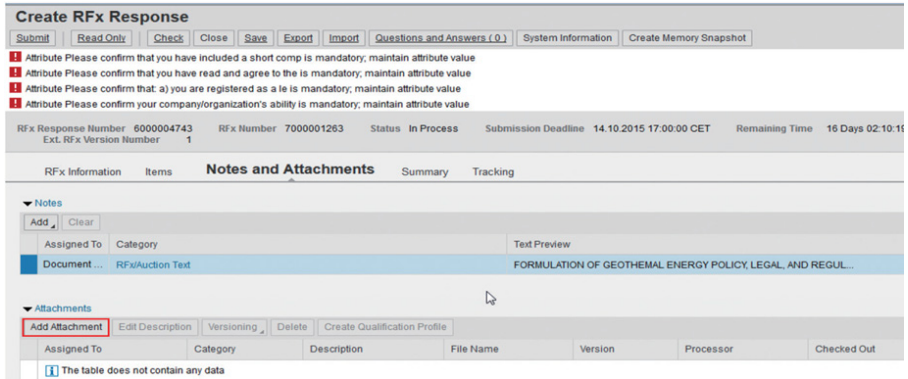 Create RFx Response
Submit Read Only Check Close Save Export Import Questions and Answers ( 0 ) System Information Create Memory Snapshot
Attribute Please confirm that you have included a short comp is mandatory; maintain attribute value
Attribute Please confirm that you have read and agree to the is mandatory; maintain attribute value
Attribute Please confirm that: a) you are registered as a le is mandatory; maintain attribute value
Attribute Please confirm your company/organization's ability is mandatory; maintain attribute value
RFx Response Number 6000004743 RFx Number 7000001263 Status In Process Submission Deadline 14.10.2015 17:00:00 CET Remaining Time 16 Days 02:10:19
Ext. RFx Version Number 1
RFx Information Items Notes and Attachments Summary Tracking
Notes
Add Clear
Assigned To Category Text Preview
Document ... RFx/Auction Text FORMULATION OF GEOTHEMAL ENERGY POLICY, LEGAL, AND REGUL...
Attachments
Add Attachment Edit Description Versioning Delete Create Qualification Profile
Assigned To Category Description File Name Version Processor Checked Out
The table does not contain any data